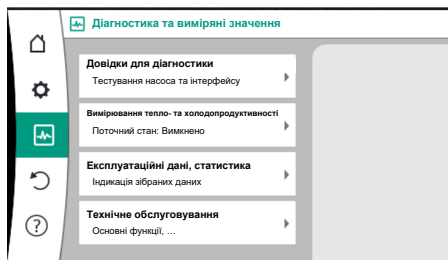 Діагностика та виміряні значення
Довідки для діагностики
Тестування насоса та інтерфейсу
Вимірювання тепло- та холодопродуктивності
Поточний стан: Вимкнено
Експлуатаційні дані, статистика
Індикація зібраних даних
Технічне обслуговування
Основні функції, ...